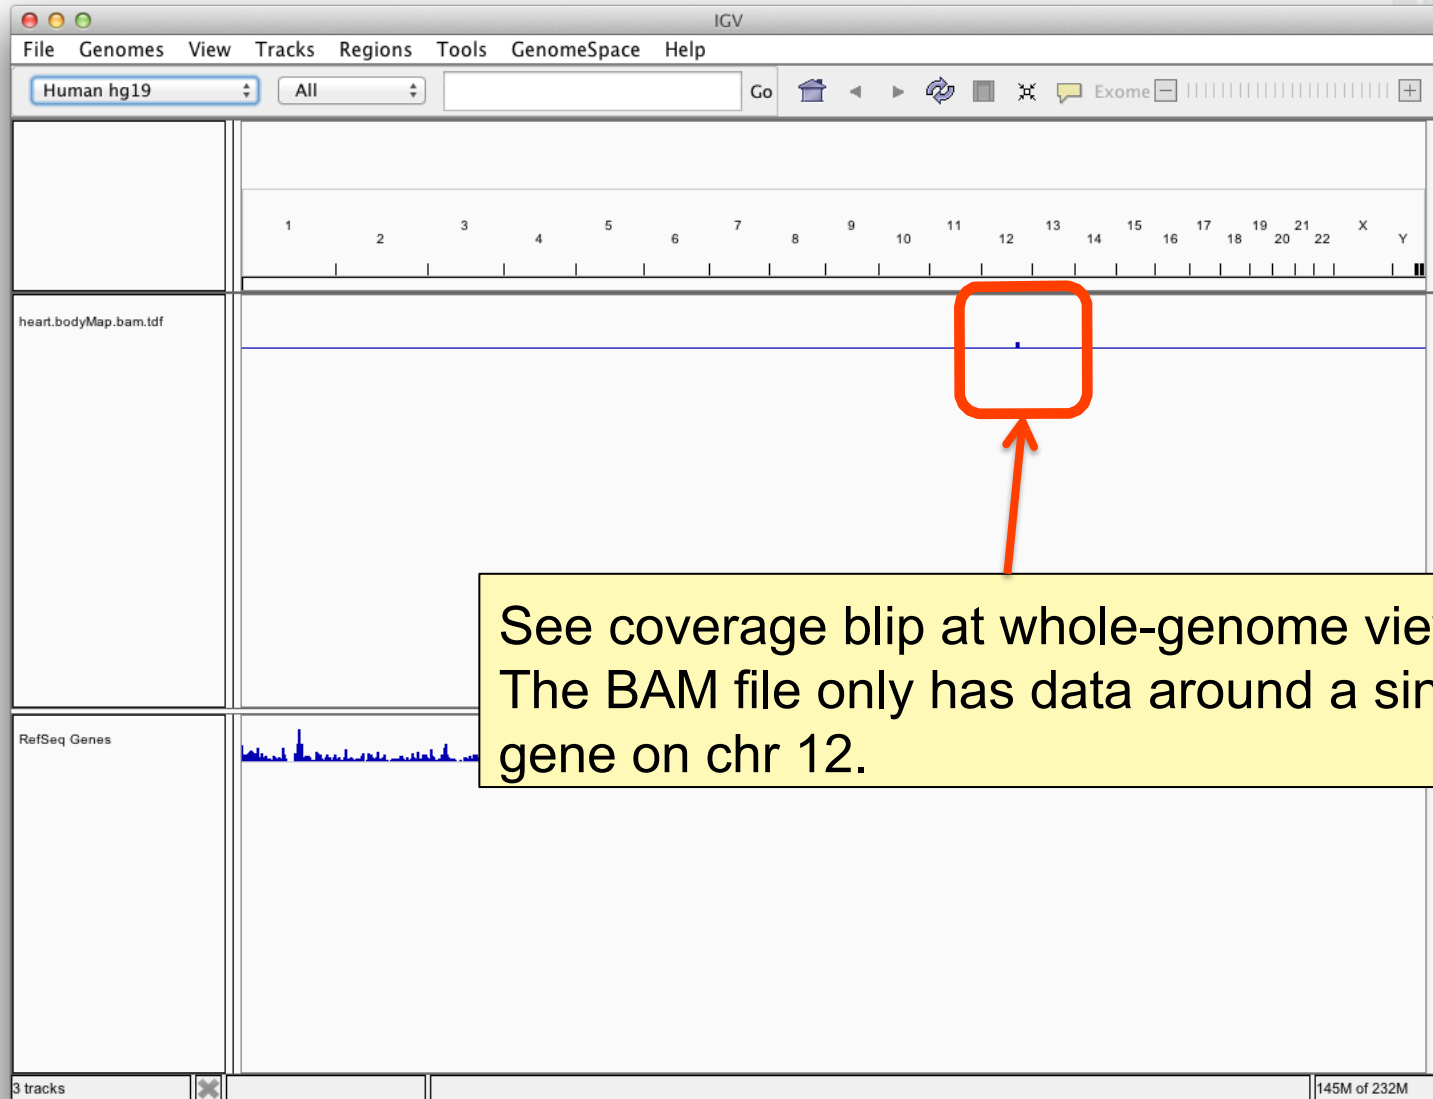 IGV
File Genomes View Tracks Regions Tools GenomeSpace Help
Human hg19 All Go Exome
1 2 3 4 5 6 7 8 9 10 11 12 13 14 15 16 17 18 19 20 21 22 X Y
heart.bodyMap.bam.tdf
See coverage blip at whole-genome
The BAM file only has data around a
gene on chr 12.
RefSeq Genes
3 tracks 145M of 232M